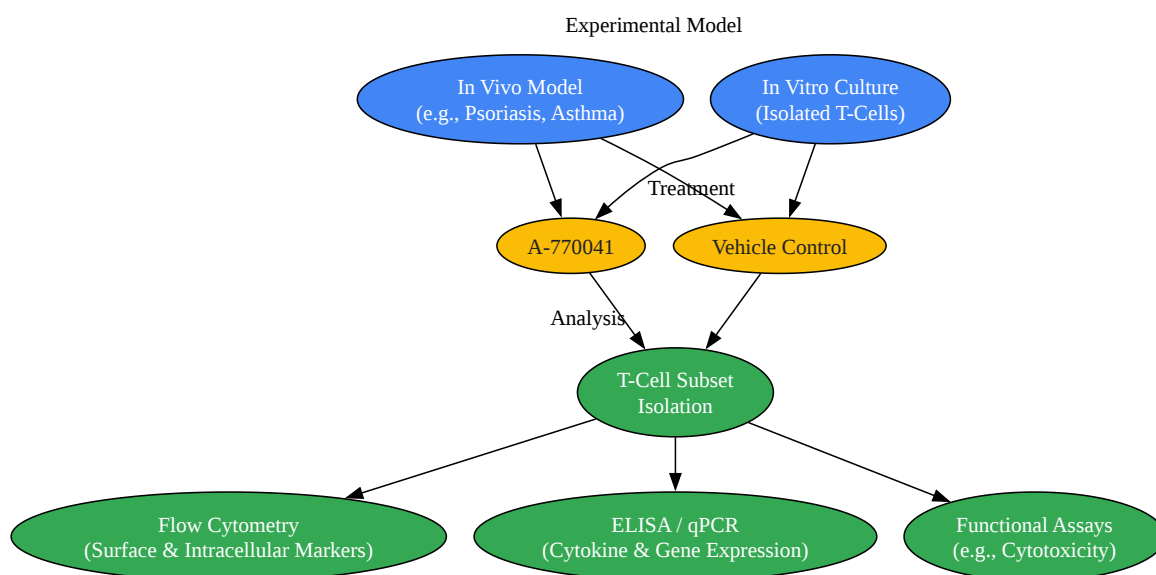 Experimental Model
In Vivo Model
(e.g., Psoriasis, Asthma)
In Vitro Culture
(Isolated T-Cells)
Treatment
A-770041
Vehicle Control
Analysis
T-Cell Subset
Isolation
Flow Cytometry
(Surface & Intracellular Markers)
ELISA / qPCR
(Cytokine & Gene Expression)
Functional Assays
(e.g., Cytotoxicity)